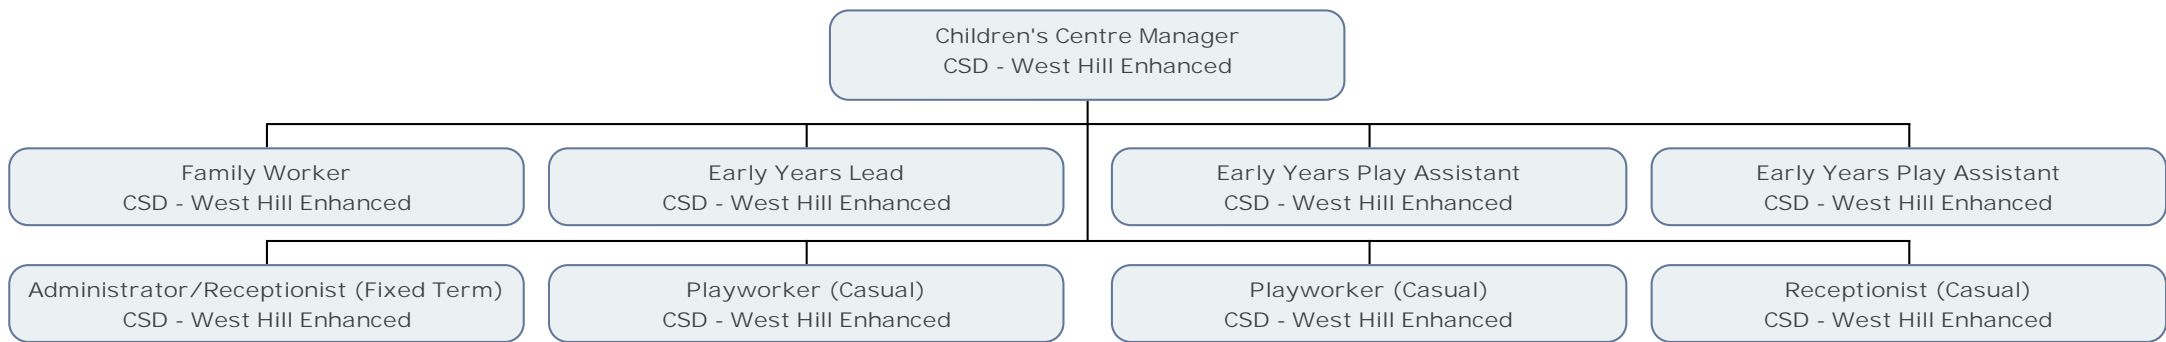 Children's Centre Manager
CSD - West Hill Enhanced
Family Worker
CSD - West Hill Enhanced
Early Years Lead
CSD - West Hill Enhanced
Early Years Play Assistant
CSD - West Hill Enhanced
Early Years Play Assistant
CSD - West Hill Enhanced
Administrator/Receptionist (Fixed Term)
CSD - West Hill Enhanced
Playworker (Casual)
CSD - West Hill Enhanced
Playworker (Casual)
CSD - West Hill Enhanced
Receptionist (Casual)
CSD - West Hill Enhanced